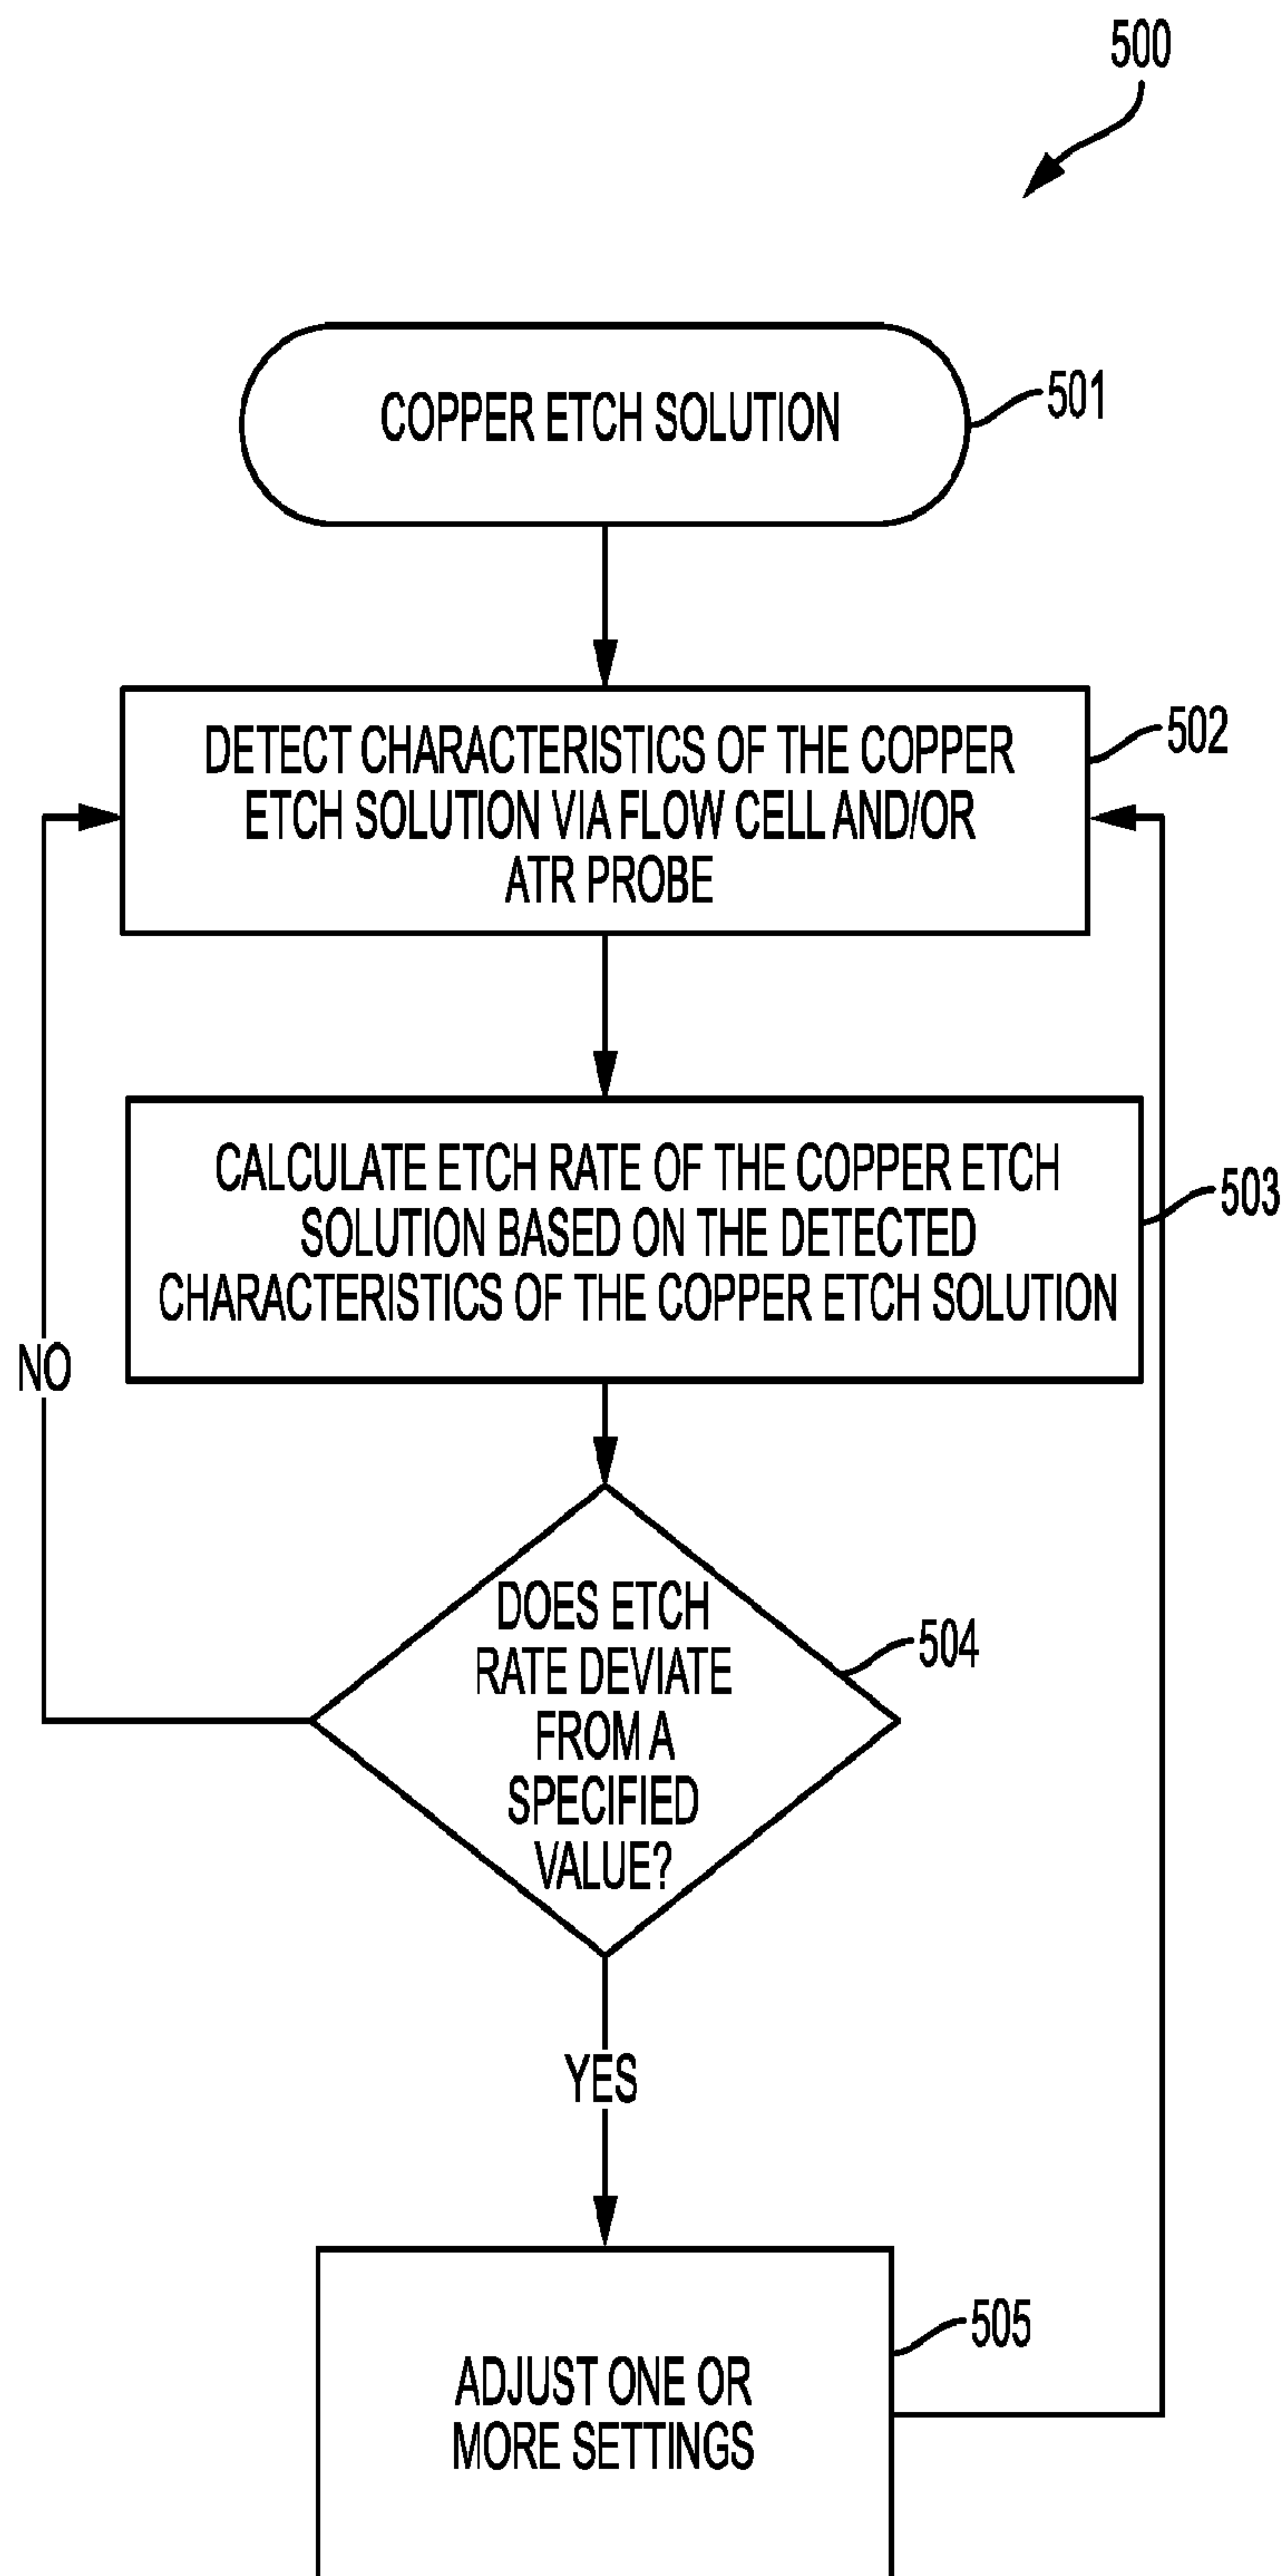 500
COPPER ETCH SOLUTION
501
DETECT CHARACTERISTICS OF THE COPPER
ETCH SOLUTION VIA FLOW CELL AND/OR
ATR PROBE
502
CALCULATE ETCH RATE OF THE COPPER ETCH
SOLUTION BASED ON THE DETECTED
CHARACTERISTICS OF THE COPPER ETCH SOLUTION
503
NO
DOES ETCH
RATE DEVIATE
FROM A
SPECIFIED
VALUE?
504
YES
ADJUST ONE OR
MORE SETTINGS
505